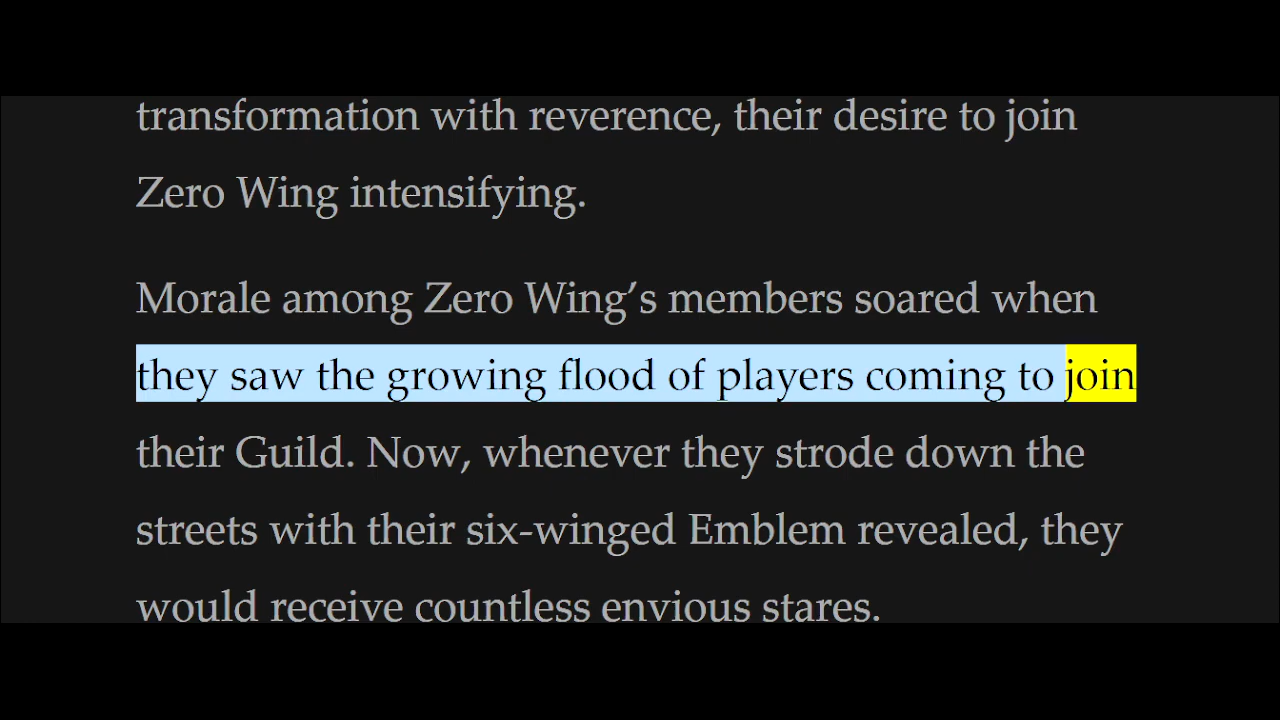 transformation with reverence, their desire to join
Zero Wing intensifying.
Morale among Zero Wing’s members soared when
they saw the growing flood of players coming to join
their Guild. Now, whenever they strode down the
streets with their six-winged Emblem revealed, they
would receive countless envious stares.